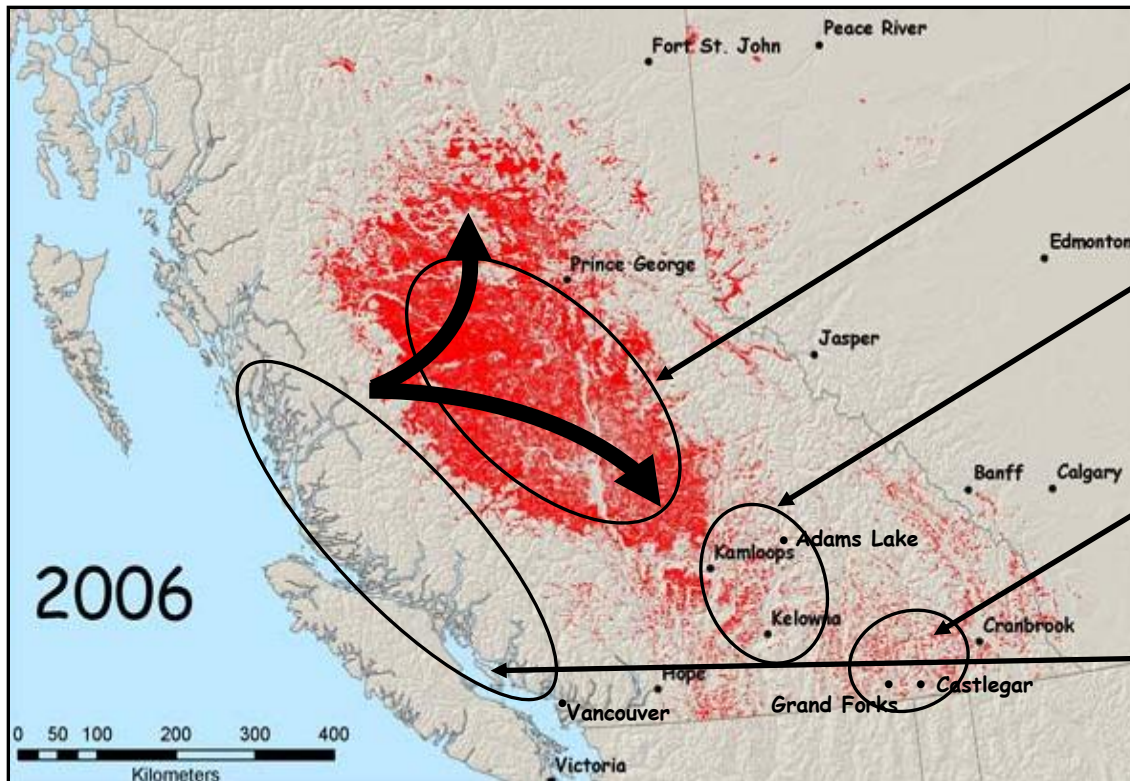 Peace River
Fort St. John
Edmonton
Prince George
Jasper
Banff
Calgary
Adams Lake
Kamloops
2006
Kelowna
Cranbrook
Hope
Castlegar
Grand Forks
Vancouver
0 50 100 200 300 400
Kilometers
Victoria